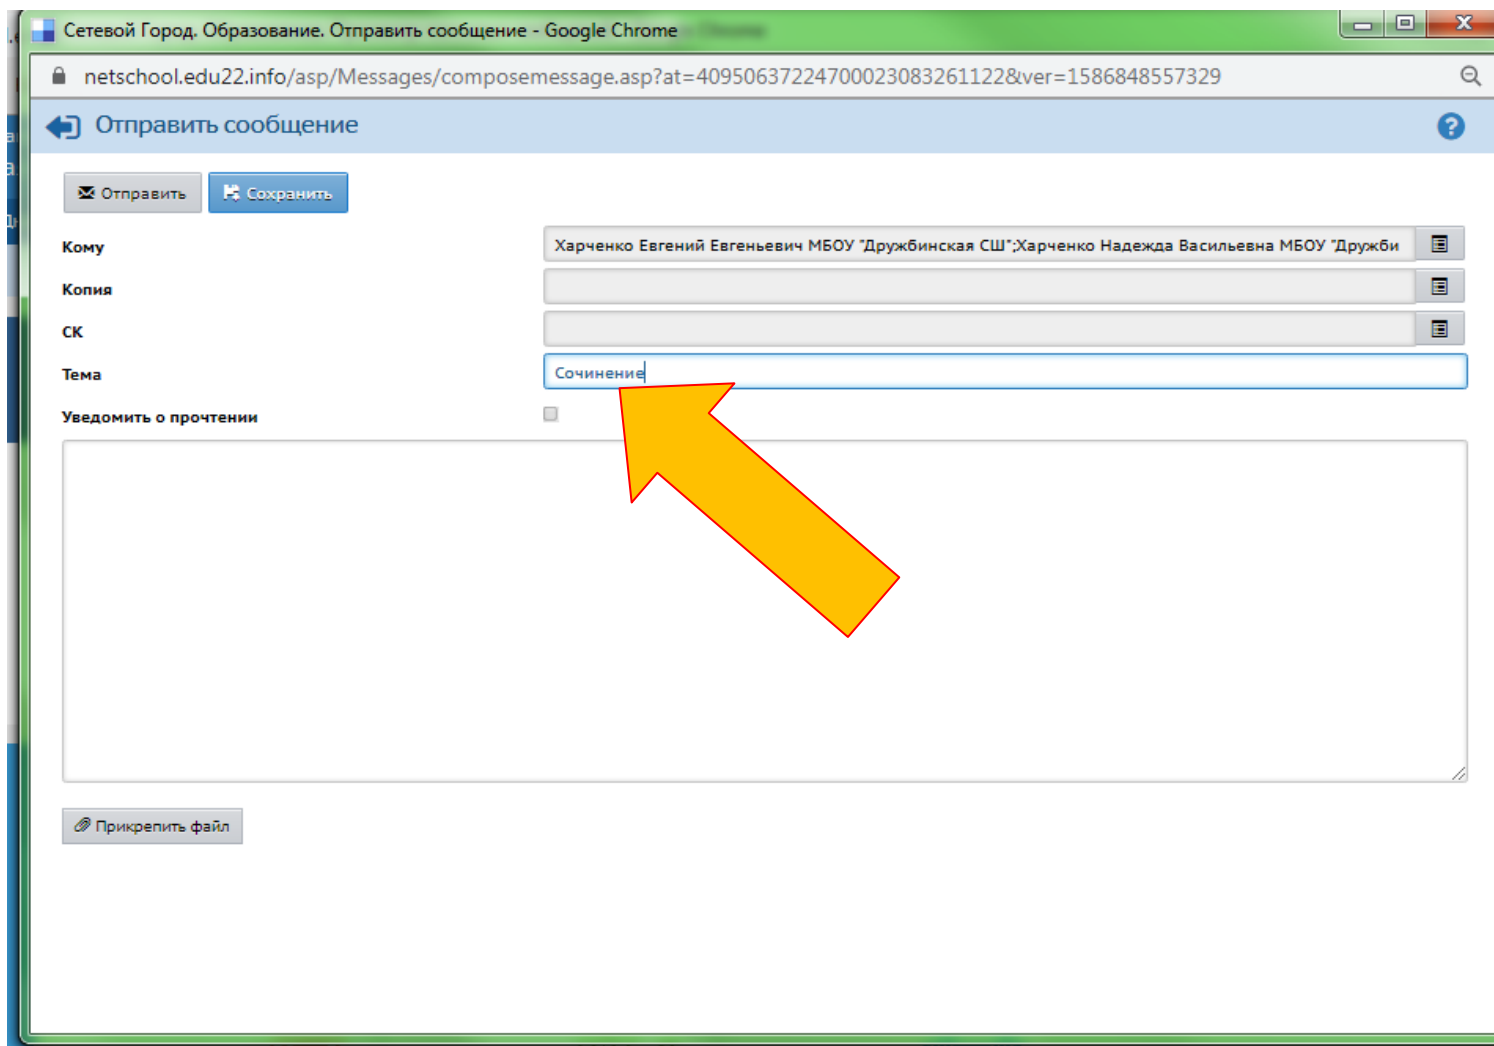 Сетевой Город. Образование. Отправить сообщение - Google Chrome
netschool.edu22.info/asp/Messages/composemessage.asp?at=40950637224700023083261122&ver=1586848557329
Отправить сообщение
Отправить Сохранить
Кому Харченко Евгений Евгеньевич МБОУ "Дружбинская СШ";Харченко Надежда Васильевна МБОУ "Дружби
Копия
СК
Тема Сочинение
Уведомить о прочтении
Прикрепить файл